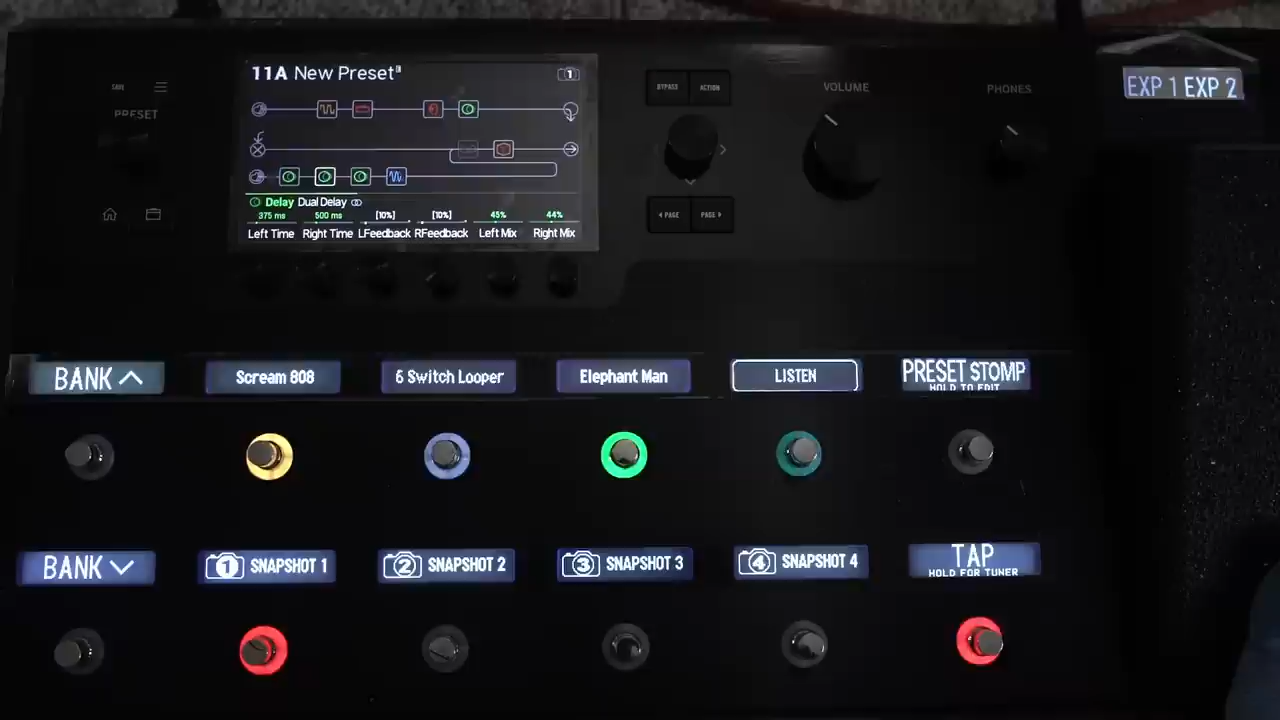 11A New Preset
1
SAVE
PRESET
BYPASS
ACTION
VOLUME
PHONES
EXP 1 EXP 2
Delay Dual Delay
375 ms
500 ms
[10%]
[10%]
45%
44%
Left Time
Right Time
LFeedback
RFeedback
Left Mix
Right Mix
PAGE
PAGE
BANK
Scream 808
6 Switch Looper
Elephant Man
LISTEN
PRESET STOMP
HOLD TO EDIT
BANK
1 SNAPSHOT 1
2 SNAPSHOT 2
3 SNAPSHOT 3
4 SNAPSHOT 4
TAP
HOLD FOR TUNER